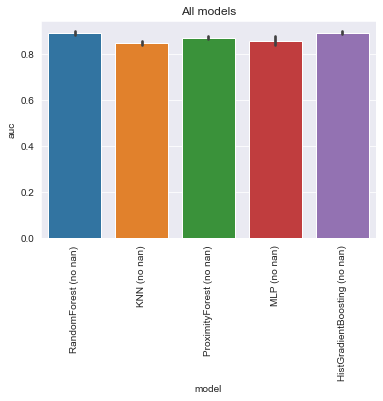 All models
auc
0.8
0.6
0.4
0.2
0.0
RandomForest (no nan)
KNN (no nan)
ProximityForest (no nan)
MLP (no nan)
HistGradientBoosting (no nan)
model